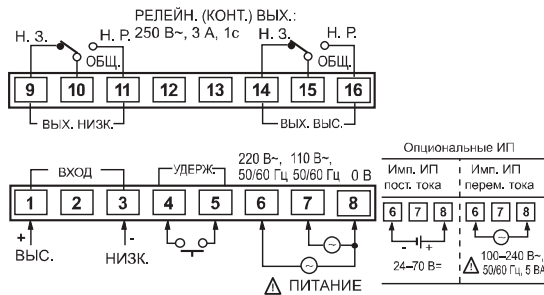 РЕЛЕЙН. (КОНТ.) ВЫХ.:
Н. З. Н. Р. 250 В~, 3 А, 1с Н. З. Н. Р.
ОБЩ. ОБЩ.
9 10 11 12 13 14 15 16
ВЫХ. НИЗК. ВЫХ. ВЫС.
ВХОД УДЕРЖ. 220 В~, 50/60 Гц 110 В~, 50/60 Гц 0 В
1 2 3 4 5 6 7 8
+ -
ВЫС. НИЗК.
ПИТАНИЕ
Опциональные ИП
Имп. ИП пост. тока
6 7 8
- +
24–70 В=
Имп. ИП перем. тока
6 7 8
100–240 В~,
50/60 Гц, 5 ВА